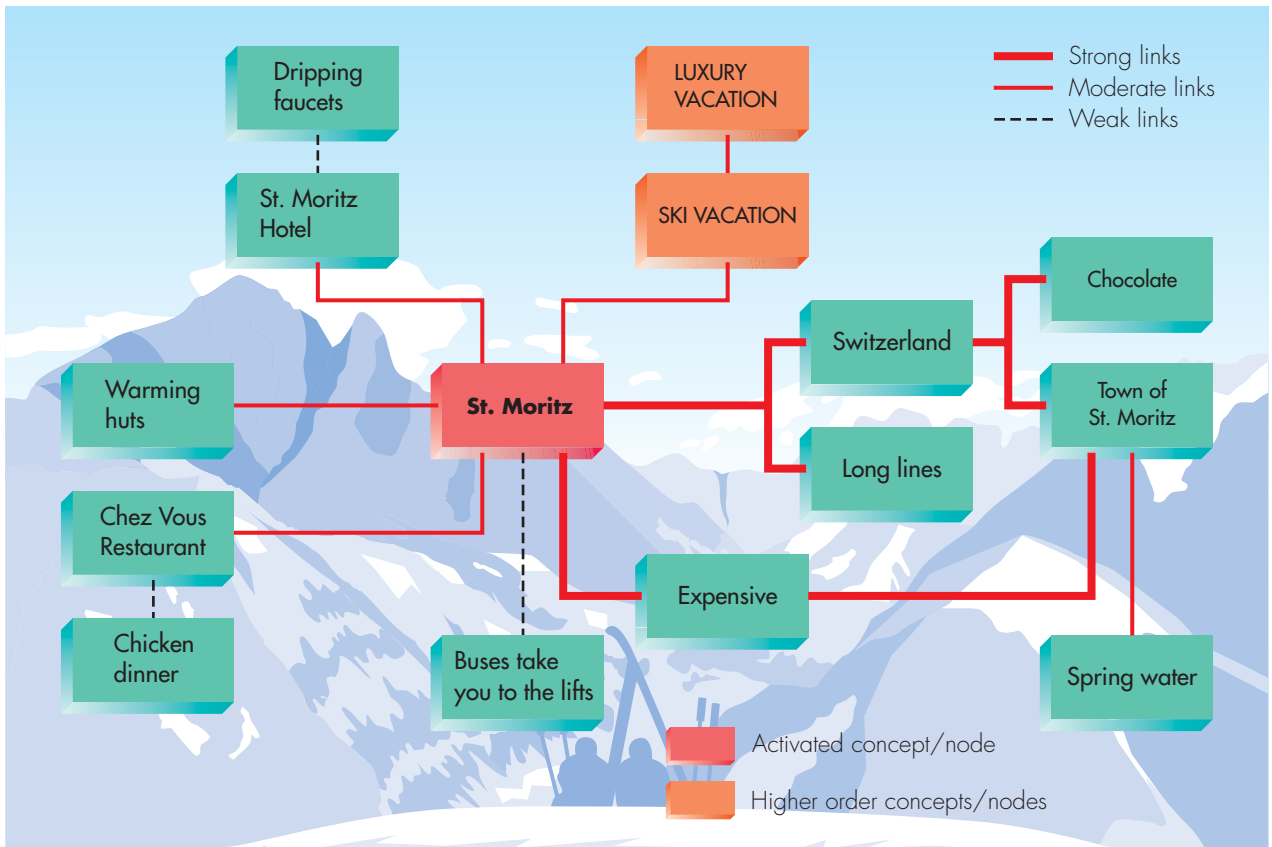 Dripping
faucets
LUXURY
VACATION
Strong links
Moderate links
Weak links
St. Moritz
Hotel
SKI VACATION
Chocolate
Switzerland
Warming
huts
St. Moritz
Town of
St. Moritz
Long lines
Chez Vous
Restaurant
Expensive
Chicken
dinner
Buses take
you to the lifts
Spring water
Activated concept/node
Higher order concepts/nodes